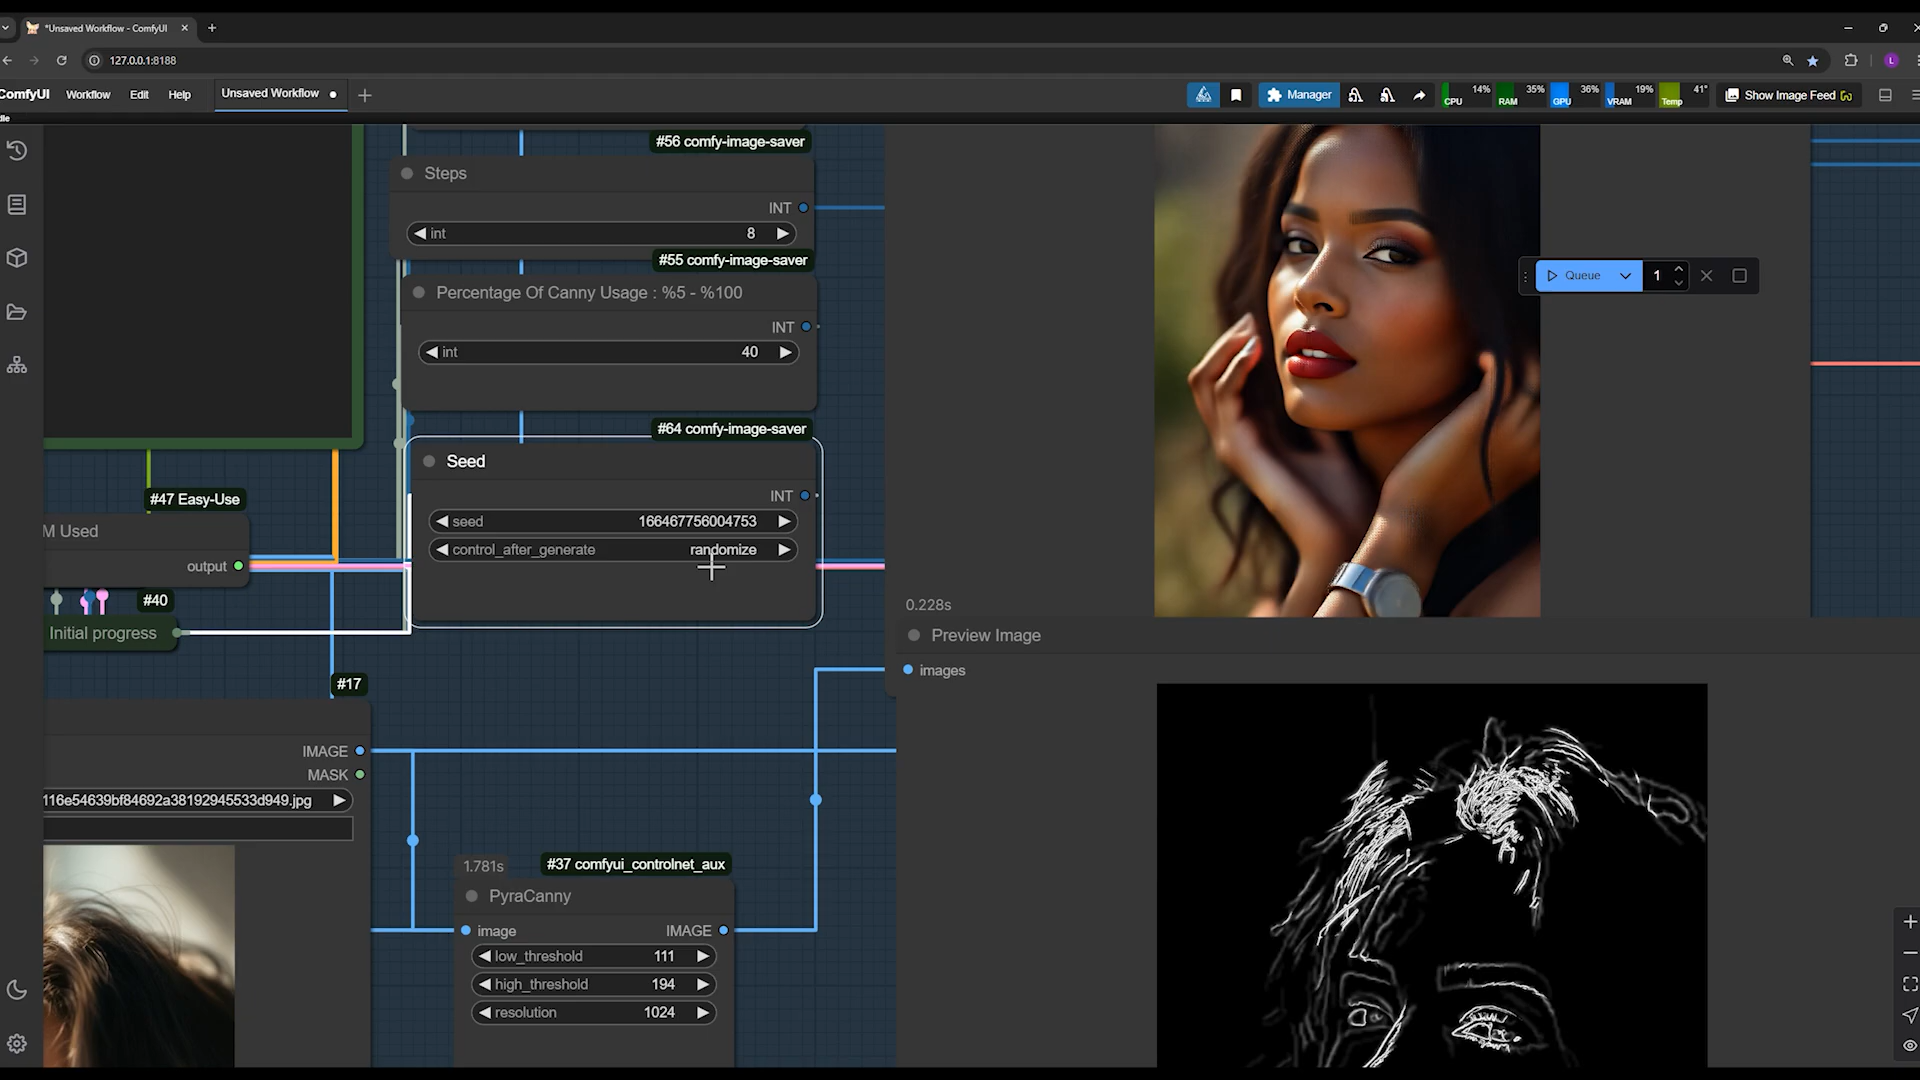 *Unsaved Workflow - ComfyUI
127.0.0.1:8188
ComfyUI
Workflow
Edit
Help
Unsaved Workflow
Manager
CPU 14%
RAM 35%
GPU 36%
VRAM 19%
Temp 41°
Show Image Feed
L
dle
#56 comfy-image-saver
Steps
INT
int 8
#55 comfy-image-saver
Percentage Of Canny Usage : %5 - %100
INT
int 40
Queue 1
#64 comfy-image-saver
Seed
INT
seed 166467756004753
control_after_generate randomize
#47 Easy-Use
M Used
output
#40
Initial progress
0.228s
Preview Image
images
#17
IMAGE
MASK
116e54639bf84692a38192945533d949.jpg
1.781s
#37 comfyui_controlnet_aux
PyraCanny
image IMAGE
low_threshold 111
high_threshold 194
resolution 1024